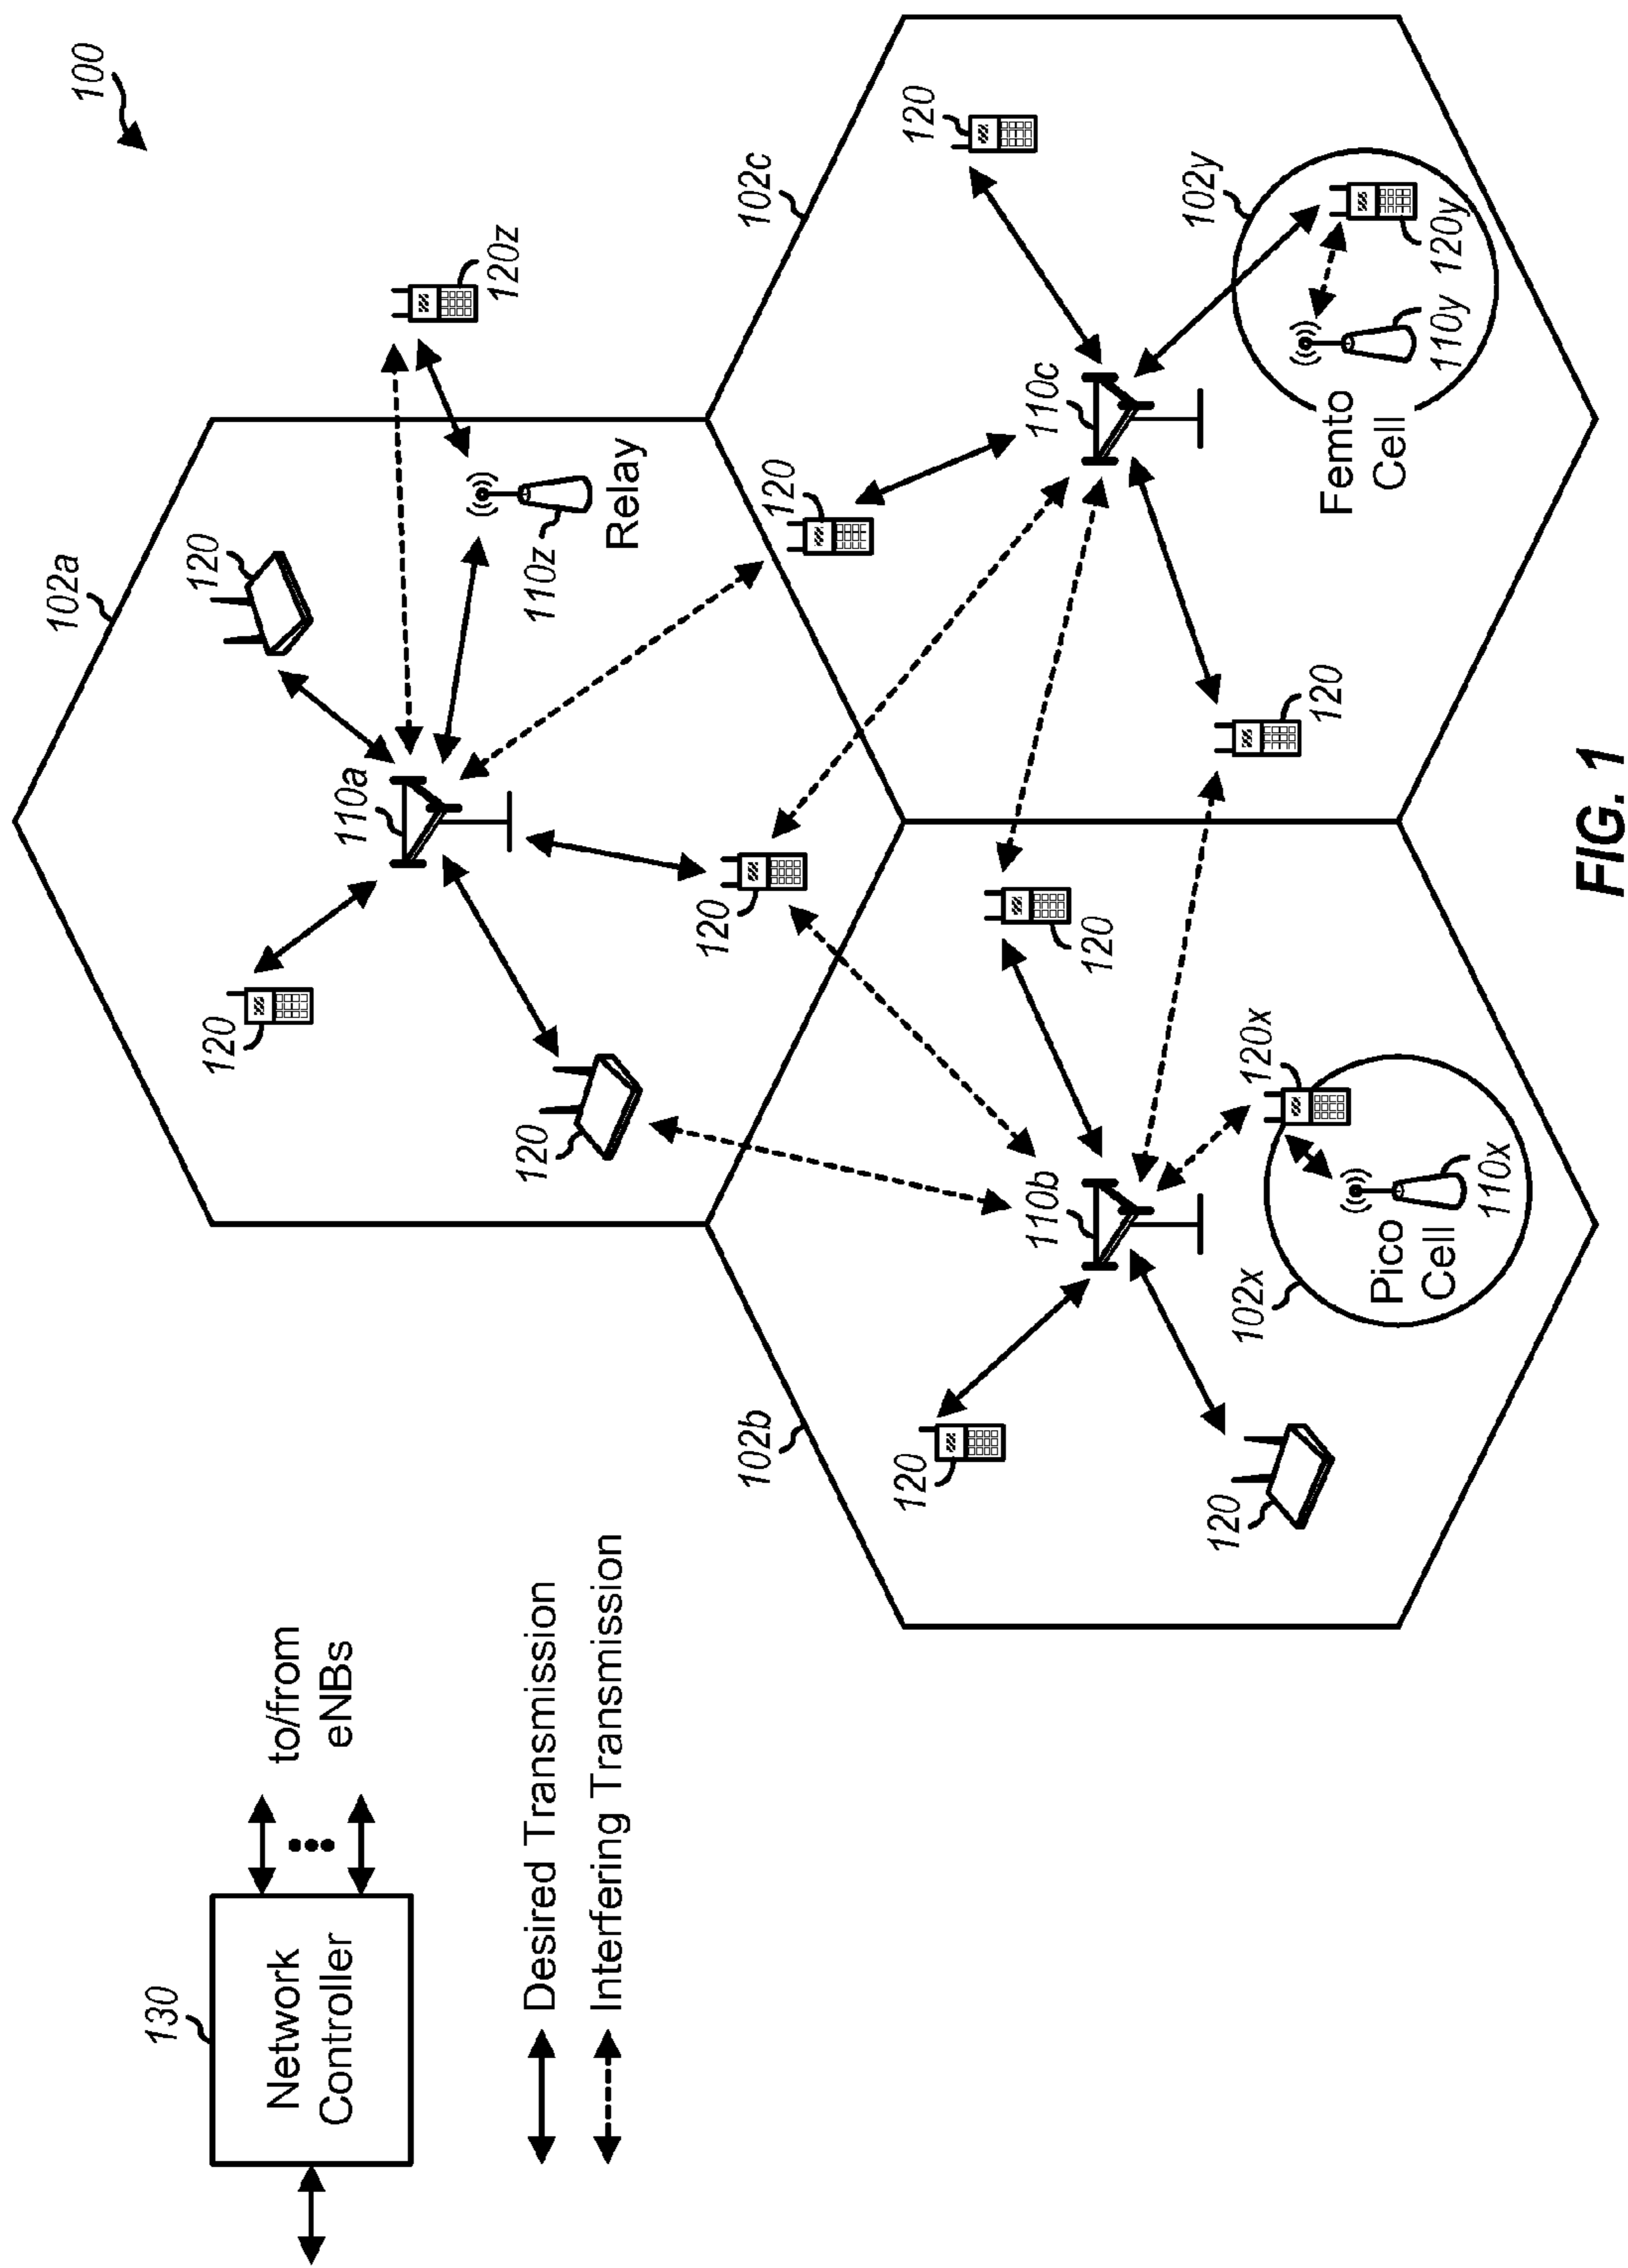 100
130
Network
Controller
to/from
eNBs
Desired Transmission
Interfering Transmission
102a
120
120
110a
120z
120
110z
Relay
120
120
102b
102c
120
110b
110c
120
120
120
120
120x
102x
Pico
Cell
110x
102y
120y
110y
Femto
Cell
120
FIG. 1